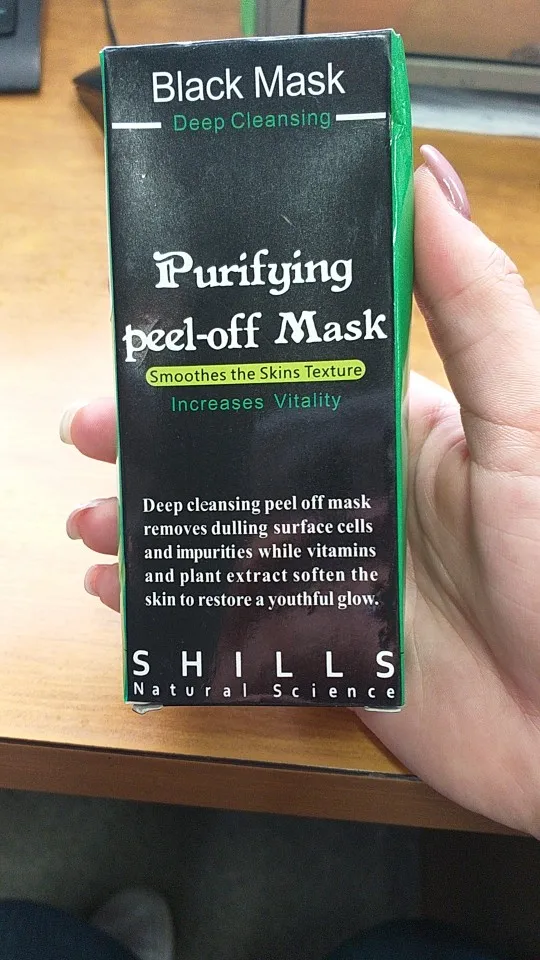 Black Mask
Deep Cleansing
Purifying
peel-off Mask
Smoothes the Skins Texture
Increases Vitality
Deep cleansing peel off mask
removes dulling surface cells
and impurities while vitamins
and plant extract soften the
skin to restore a youthful glow.
SHILLS
Natural Science